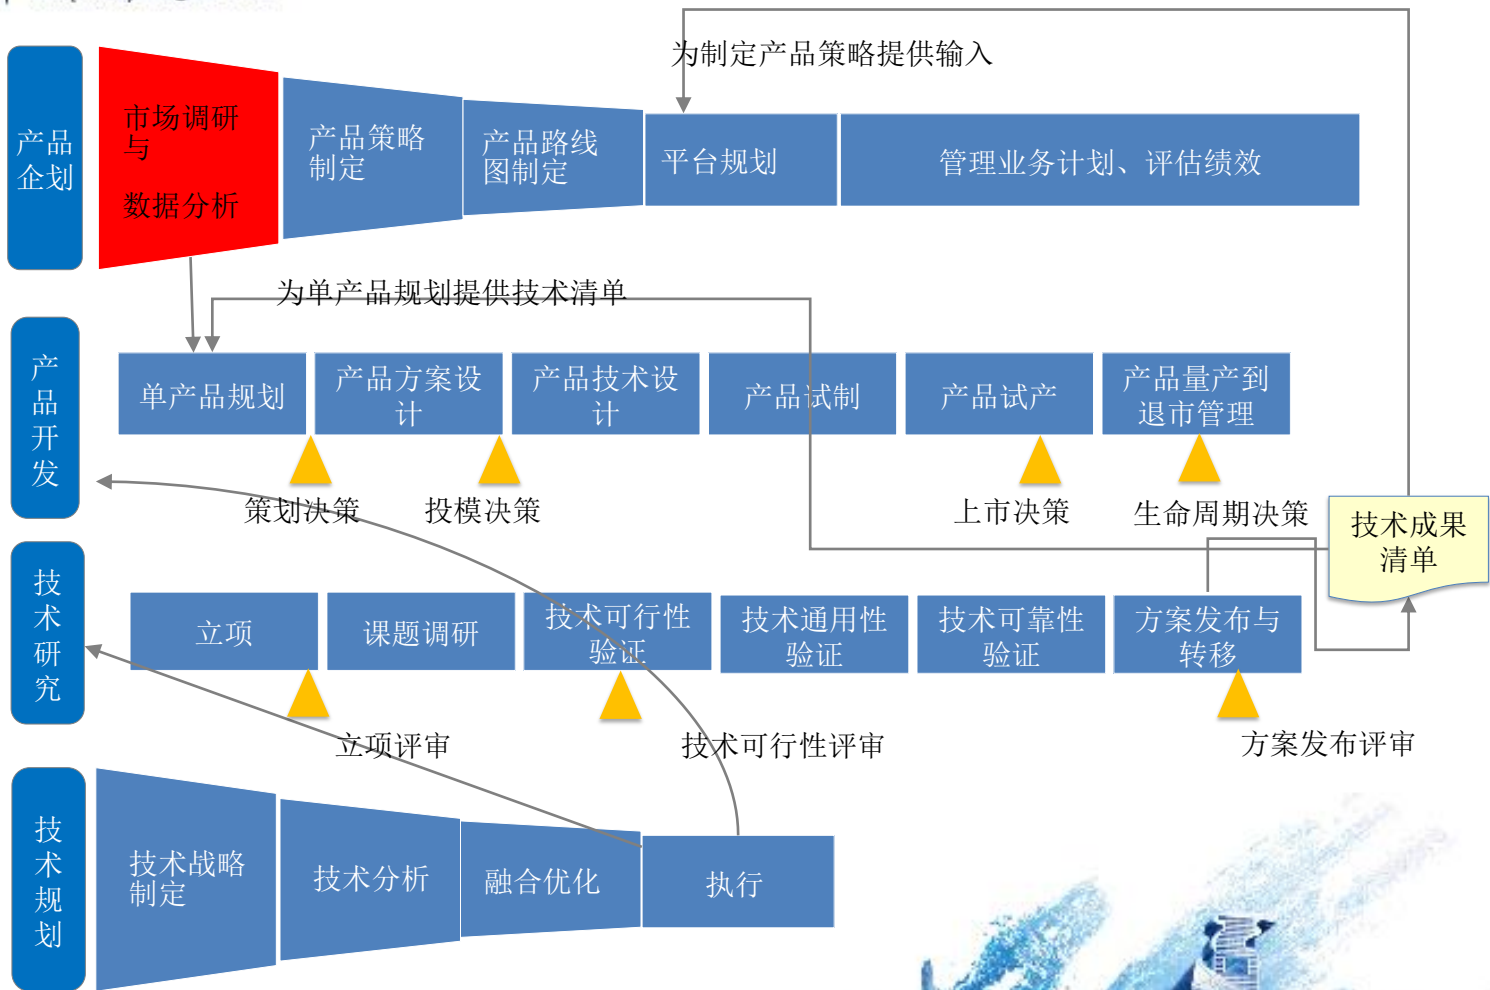 为制定产品策略提供输入
产品
企划
市场调研
与
数据分析
产品策略
制定
产品路线
图制定
平台规划
管理业务计划、评估绩效
为单产品规划提供技术清单
产
品
开
发
单产品规划
产品方案设
计
产品技术设
计
产品试制
产品试产
产品量产到
退市管理
策划决策
投模决策
上市决策
生命周期决策
技术成果
清单
技
术
研
究
立项
课题调研
技术可行性
验证
技术通用性
验证
技术可靠性
验证
方案发布与
转移
立项评审
技术可行性评审
方案发布评审
技
术
规
划
技术战略
制定
技术分析
融合优化
执行